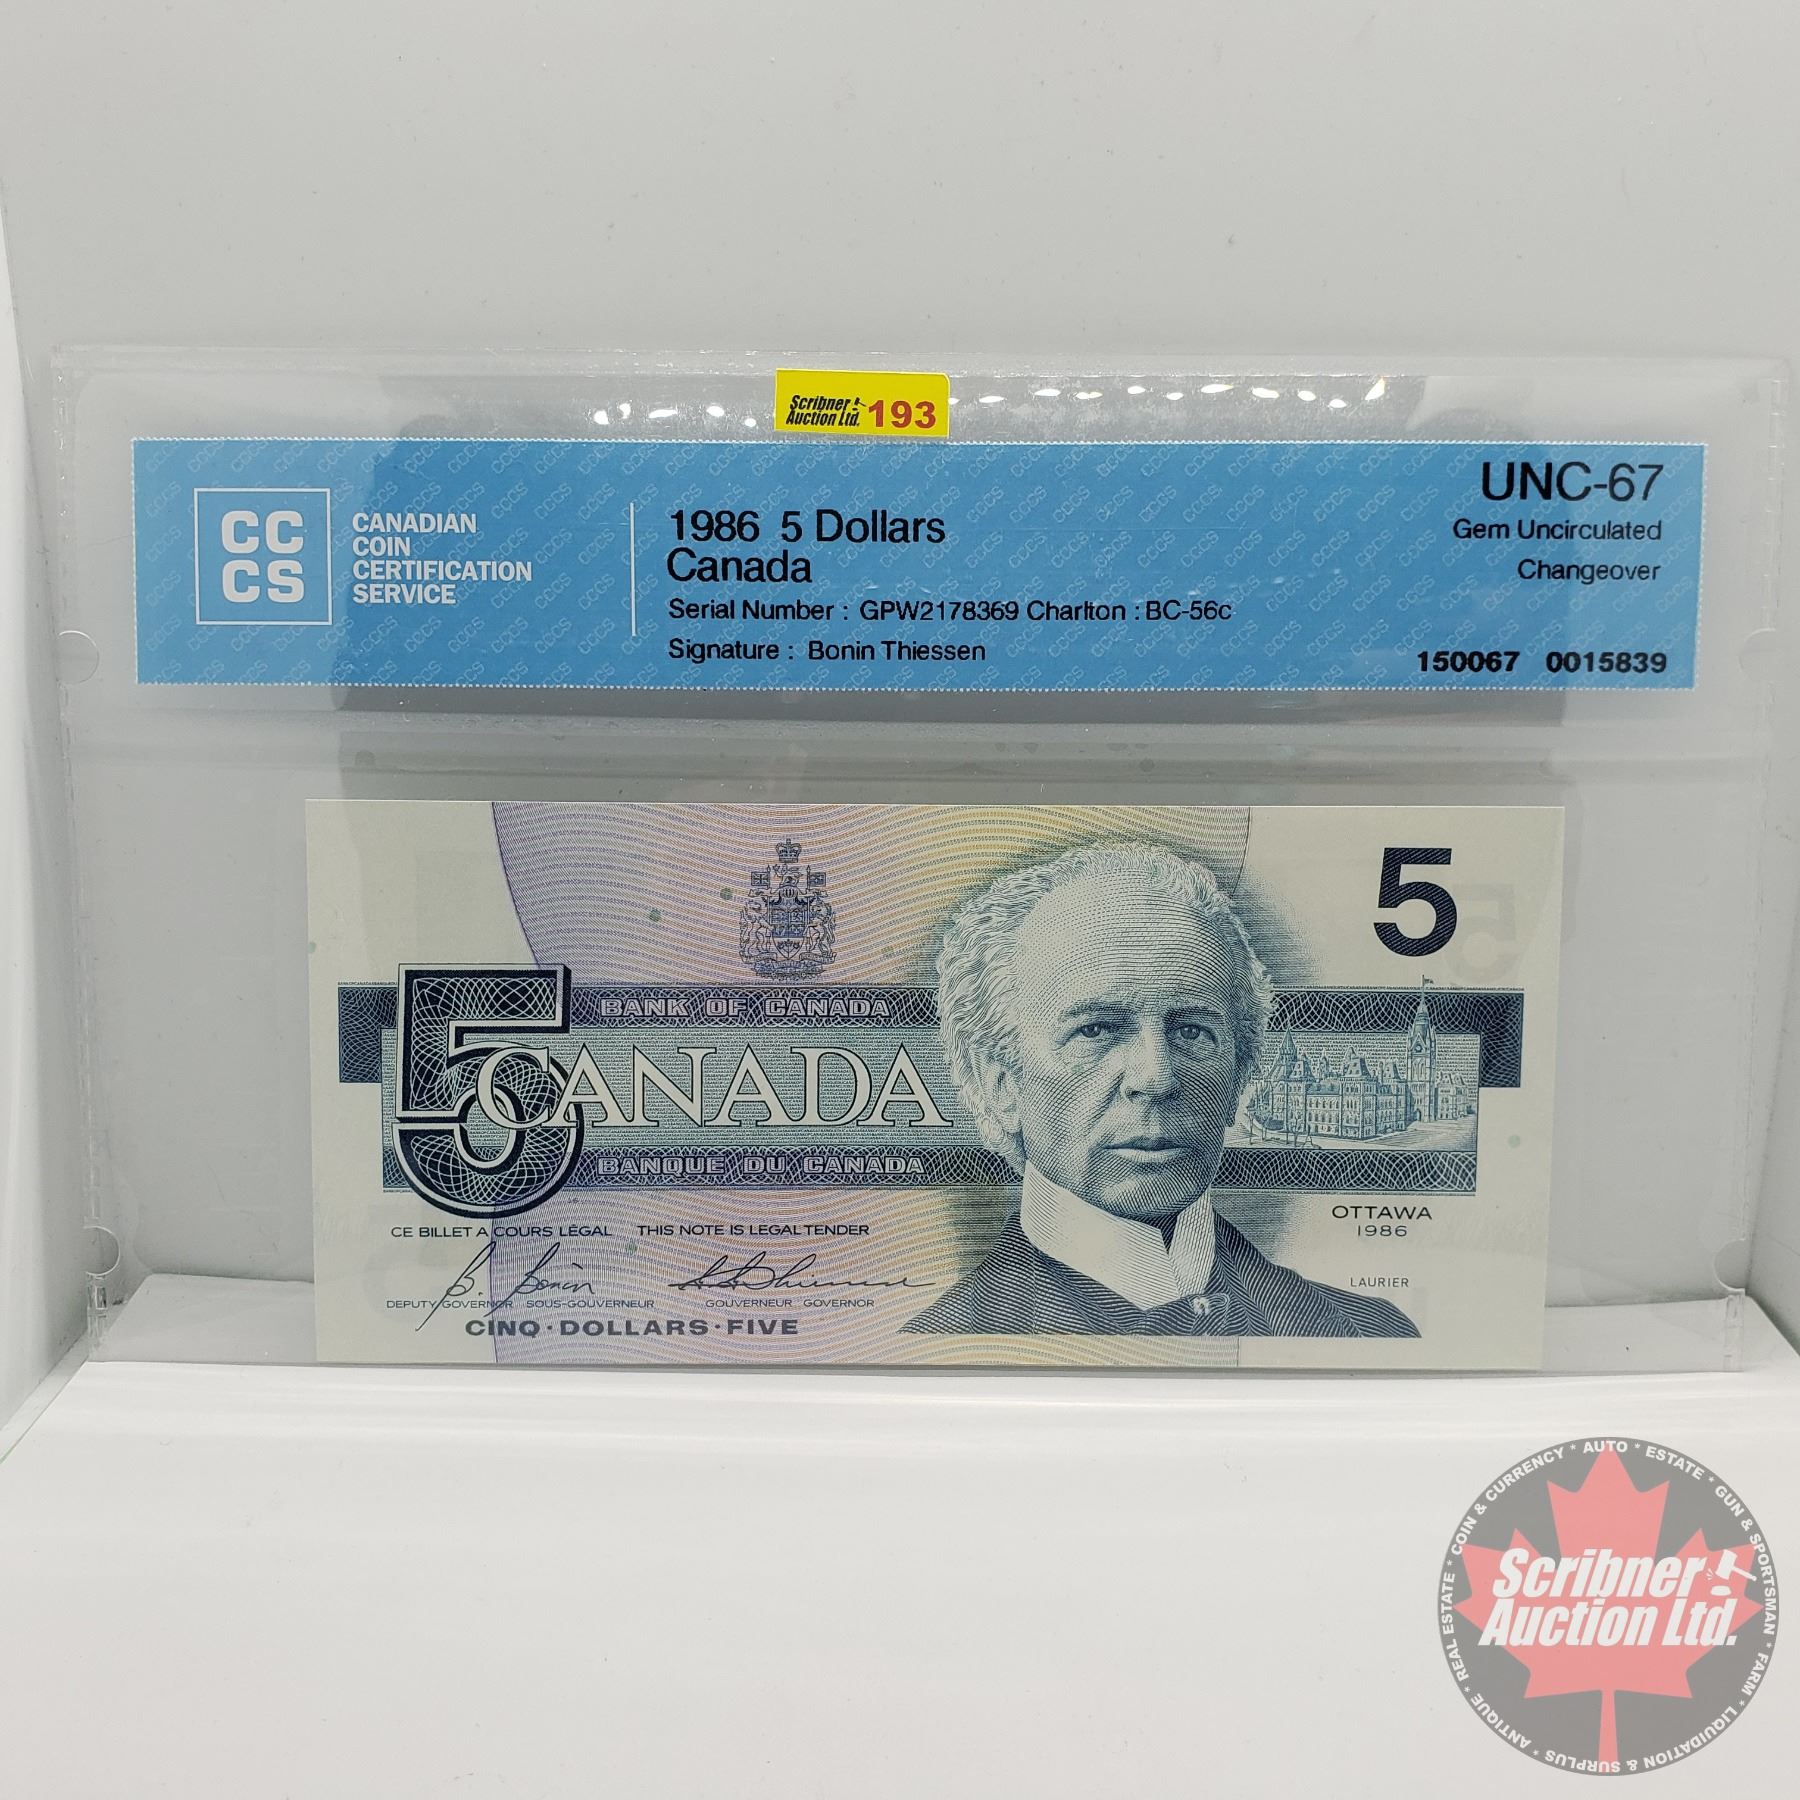 Scribner
Auction Ltd. 193
CC
CS
CANADIAN
COIN
CERTIFICATION
SERVICE
1986 5 Dollars
Canada
Serial Number : GPW2178369 Charlton : BC-56c
Signature : Bonin Thiessen
UNC-67
Gem Uncirculated
Changeover
150067 0015839
5
BANK OF CANADA
5
CANADA
BANQUE DU CANADA
CE BILLET A COURS LÉGAL THIS NOTE IS LEGAL TENDER
B. Bonin
DEPUTY GOVERNOR SOUS-GOUVERNEUR GOUVERNEUR GOVERNOR
CINQ·DOLLARS·FIVE
OTTAWA
1986
LAURIER
COIN & CURRENCY * AUTO * ESTATE * GUN & SPORTSMAN * FARM * LIQUIDATION & SURPLUS * ANTIQUE * REAL ESTATE *
Scribner
Auction Ltd.